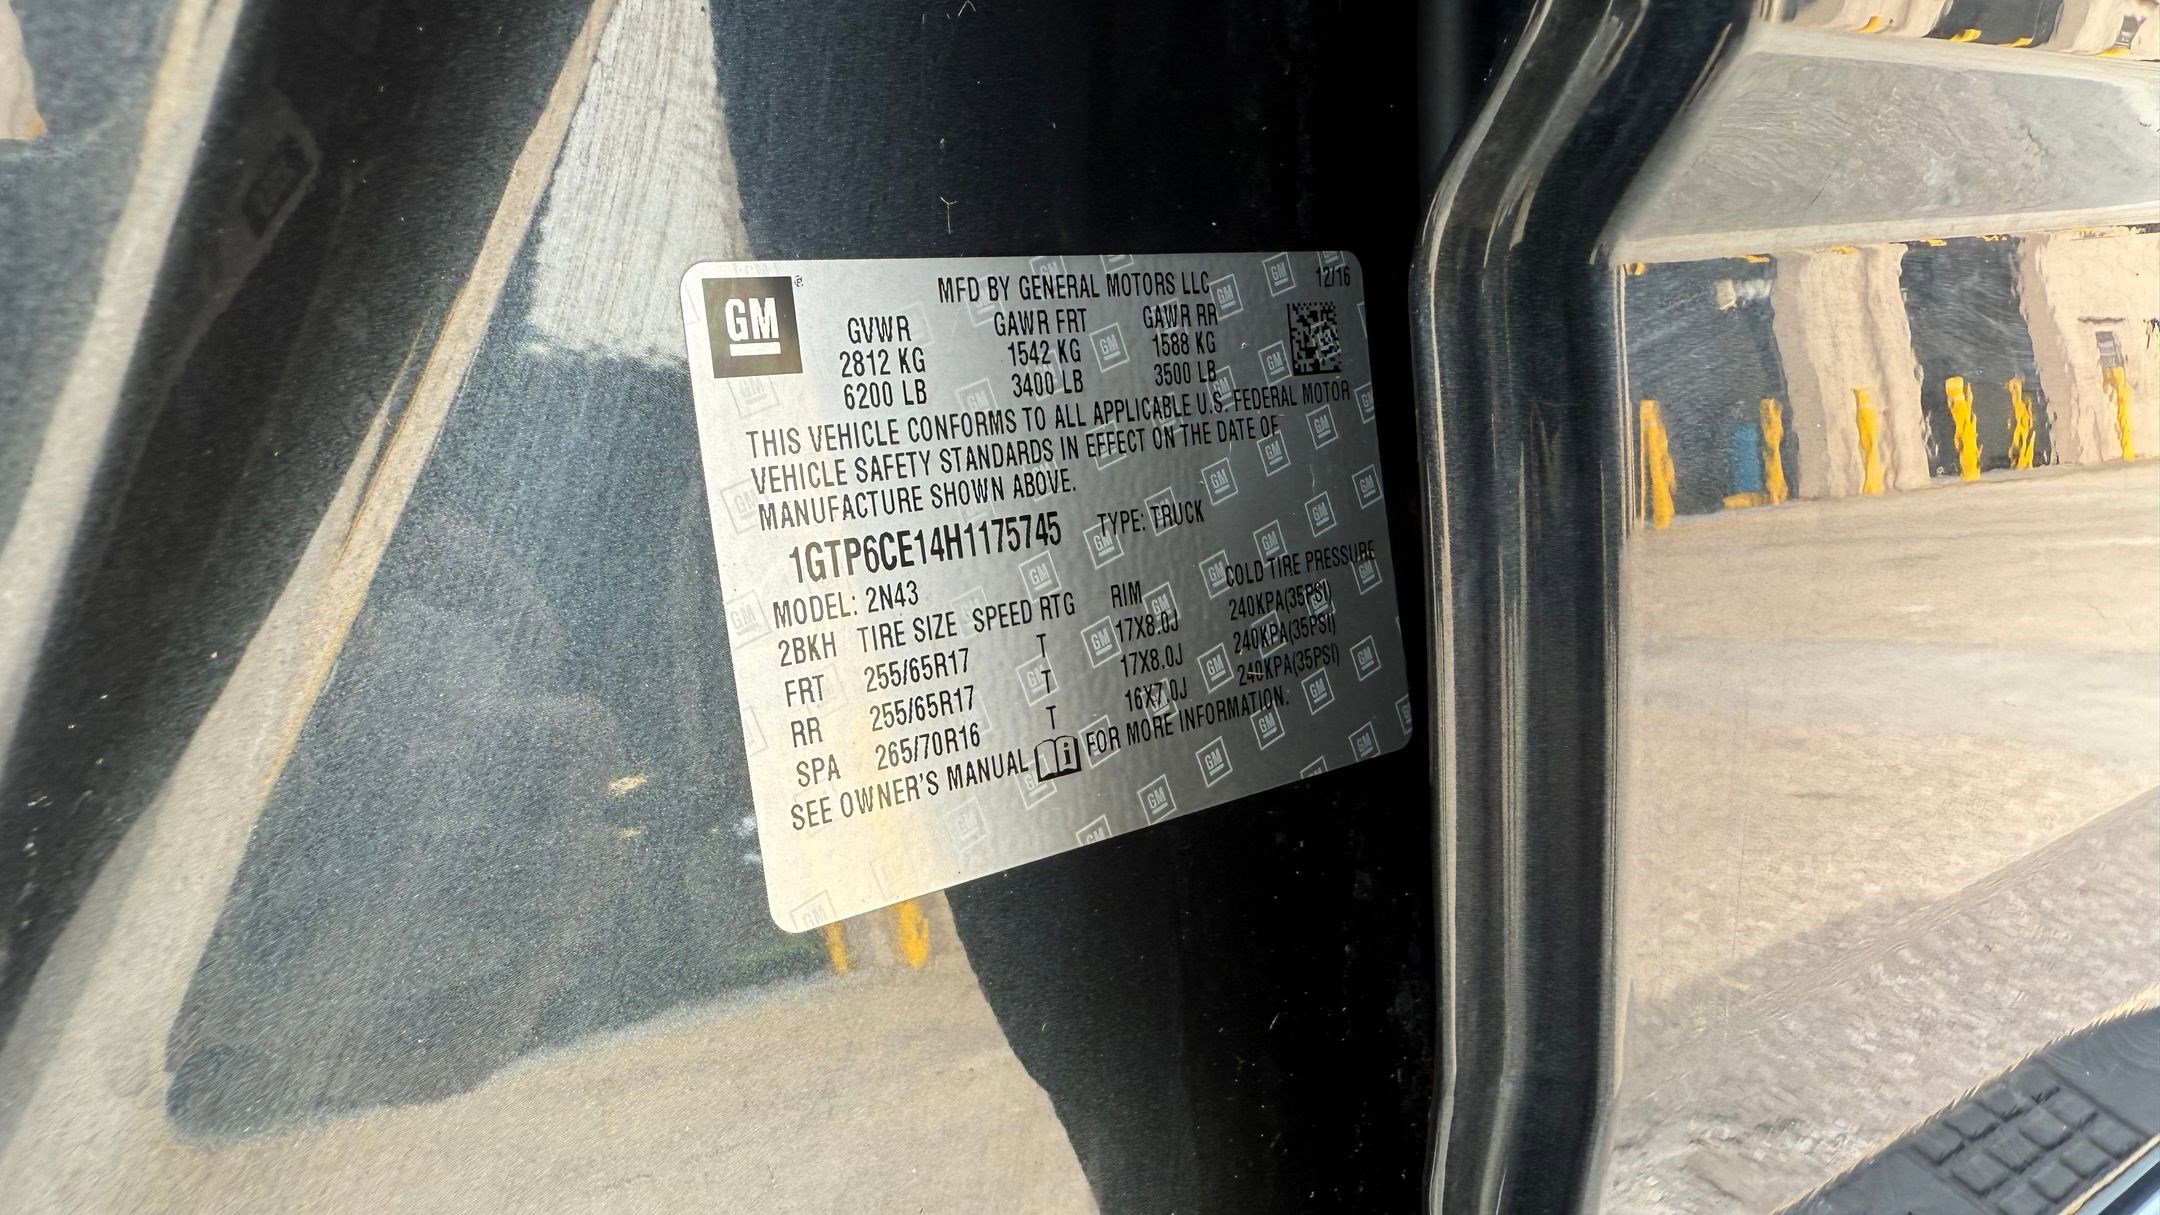 GM
MFD BY GENERAL MOTORS LLC 12/16
GVWR GAWR FRT GAWR RR
2812 KG 1542 KG 1588 KG
6200 LB 3400 LB 3500 LB
THIS VEHICLE CONFORMS TO ALL APPLICABLE U.S. FEDERAL MOTOR
VEHICLE SAFETY STANDARDS IN EFFECT ON THE DATE OF
MANUFACTURE SHOWN ABOVE.
1GTP6CE14H1175745 TYPE: TRUCK
MODEL: 2N43
2BKH TIRE SIZE SPEED RTG RIM COLD TIRE PRESSURE
FRT 255/65R17 T 17X8.0J 240KPA(35PSI)
RR 255/65R17 T 17X8.0J 240KPA(35PSI)
SPA 265/70R16 T 16X7.0J 240KPA(35PSI)
SEE OWNER'S MANUAL FOR MORE INFORMATION.